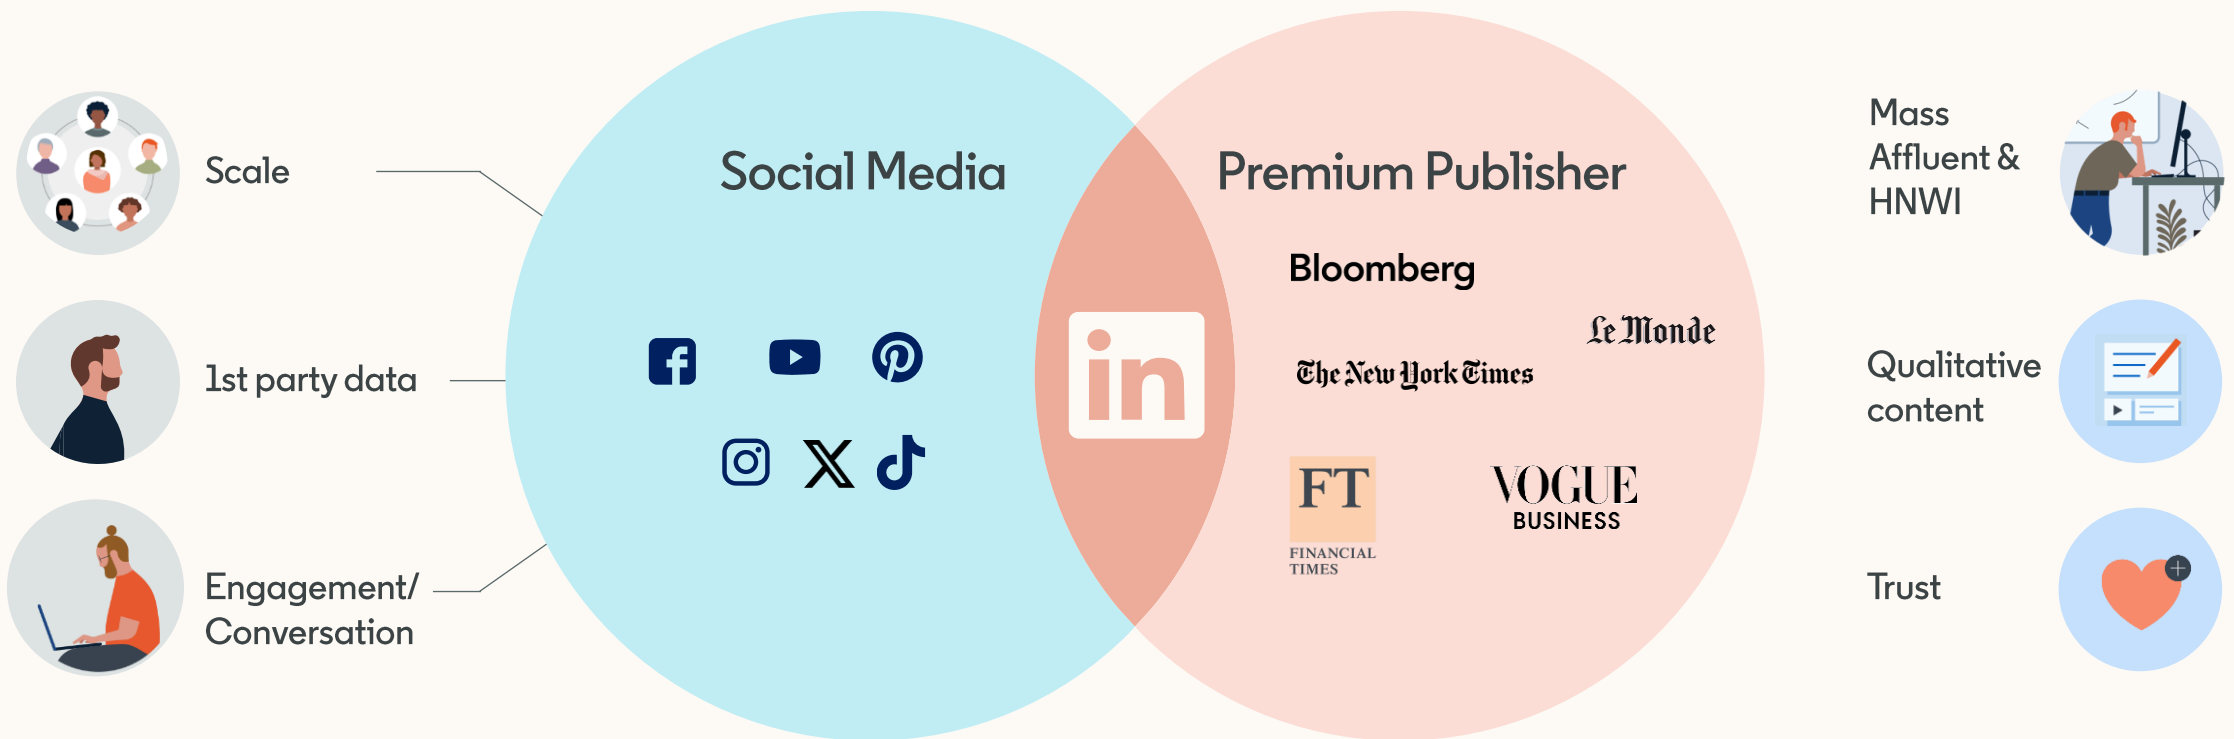 Scale
1st party data
Engagement/
Conversation
Social Media
in
Premium Publisher
Bloomberg
Le Monde
The New York Times
FT
FINANCIAL
TIMES
VOGUE
BUSINESS
Mass
Affluent &
HNWI
Qualitative
content
Trust